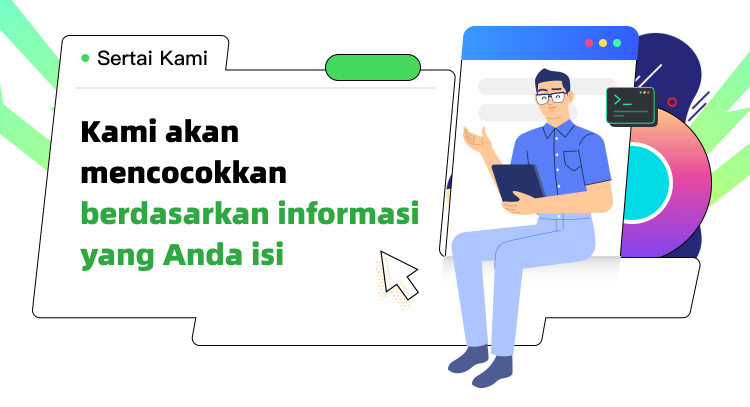 Sertai Kami
Kami akan
mencocokkan
berdasarkan informasi
yang Anda isi